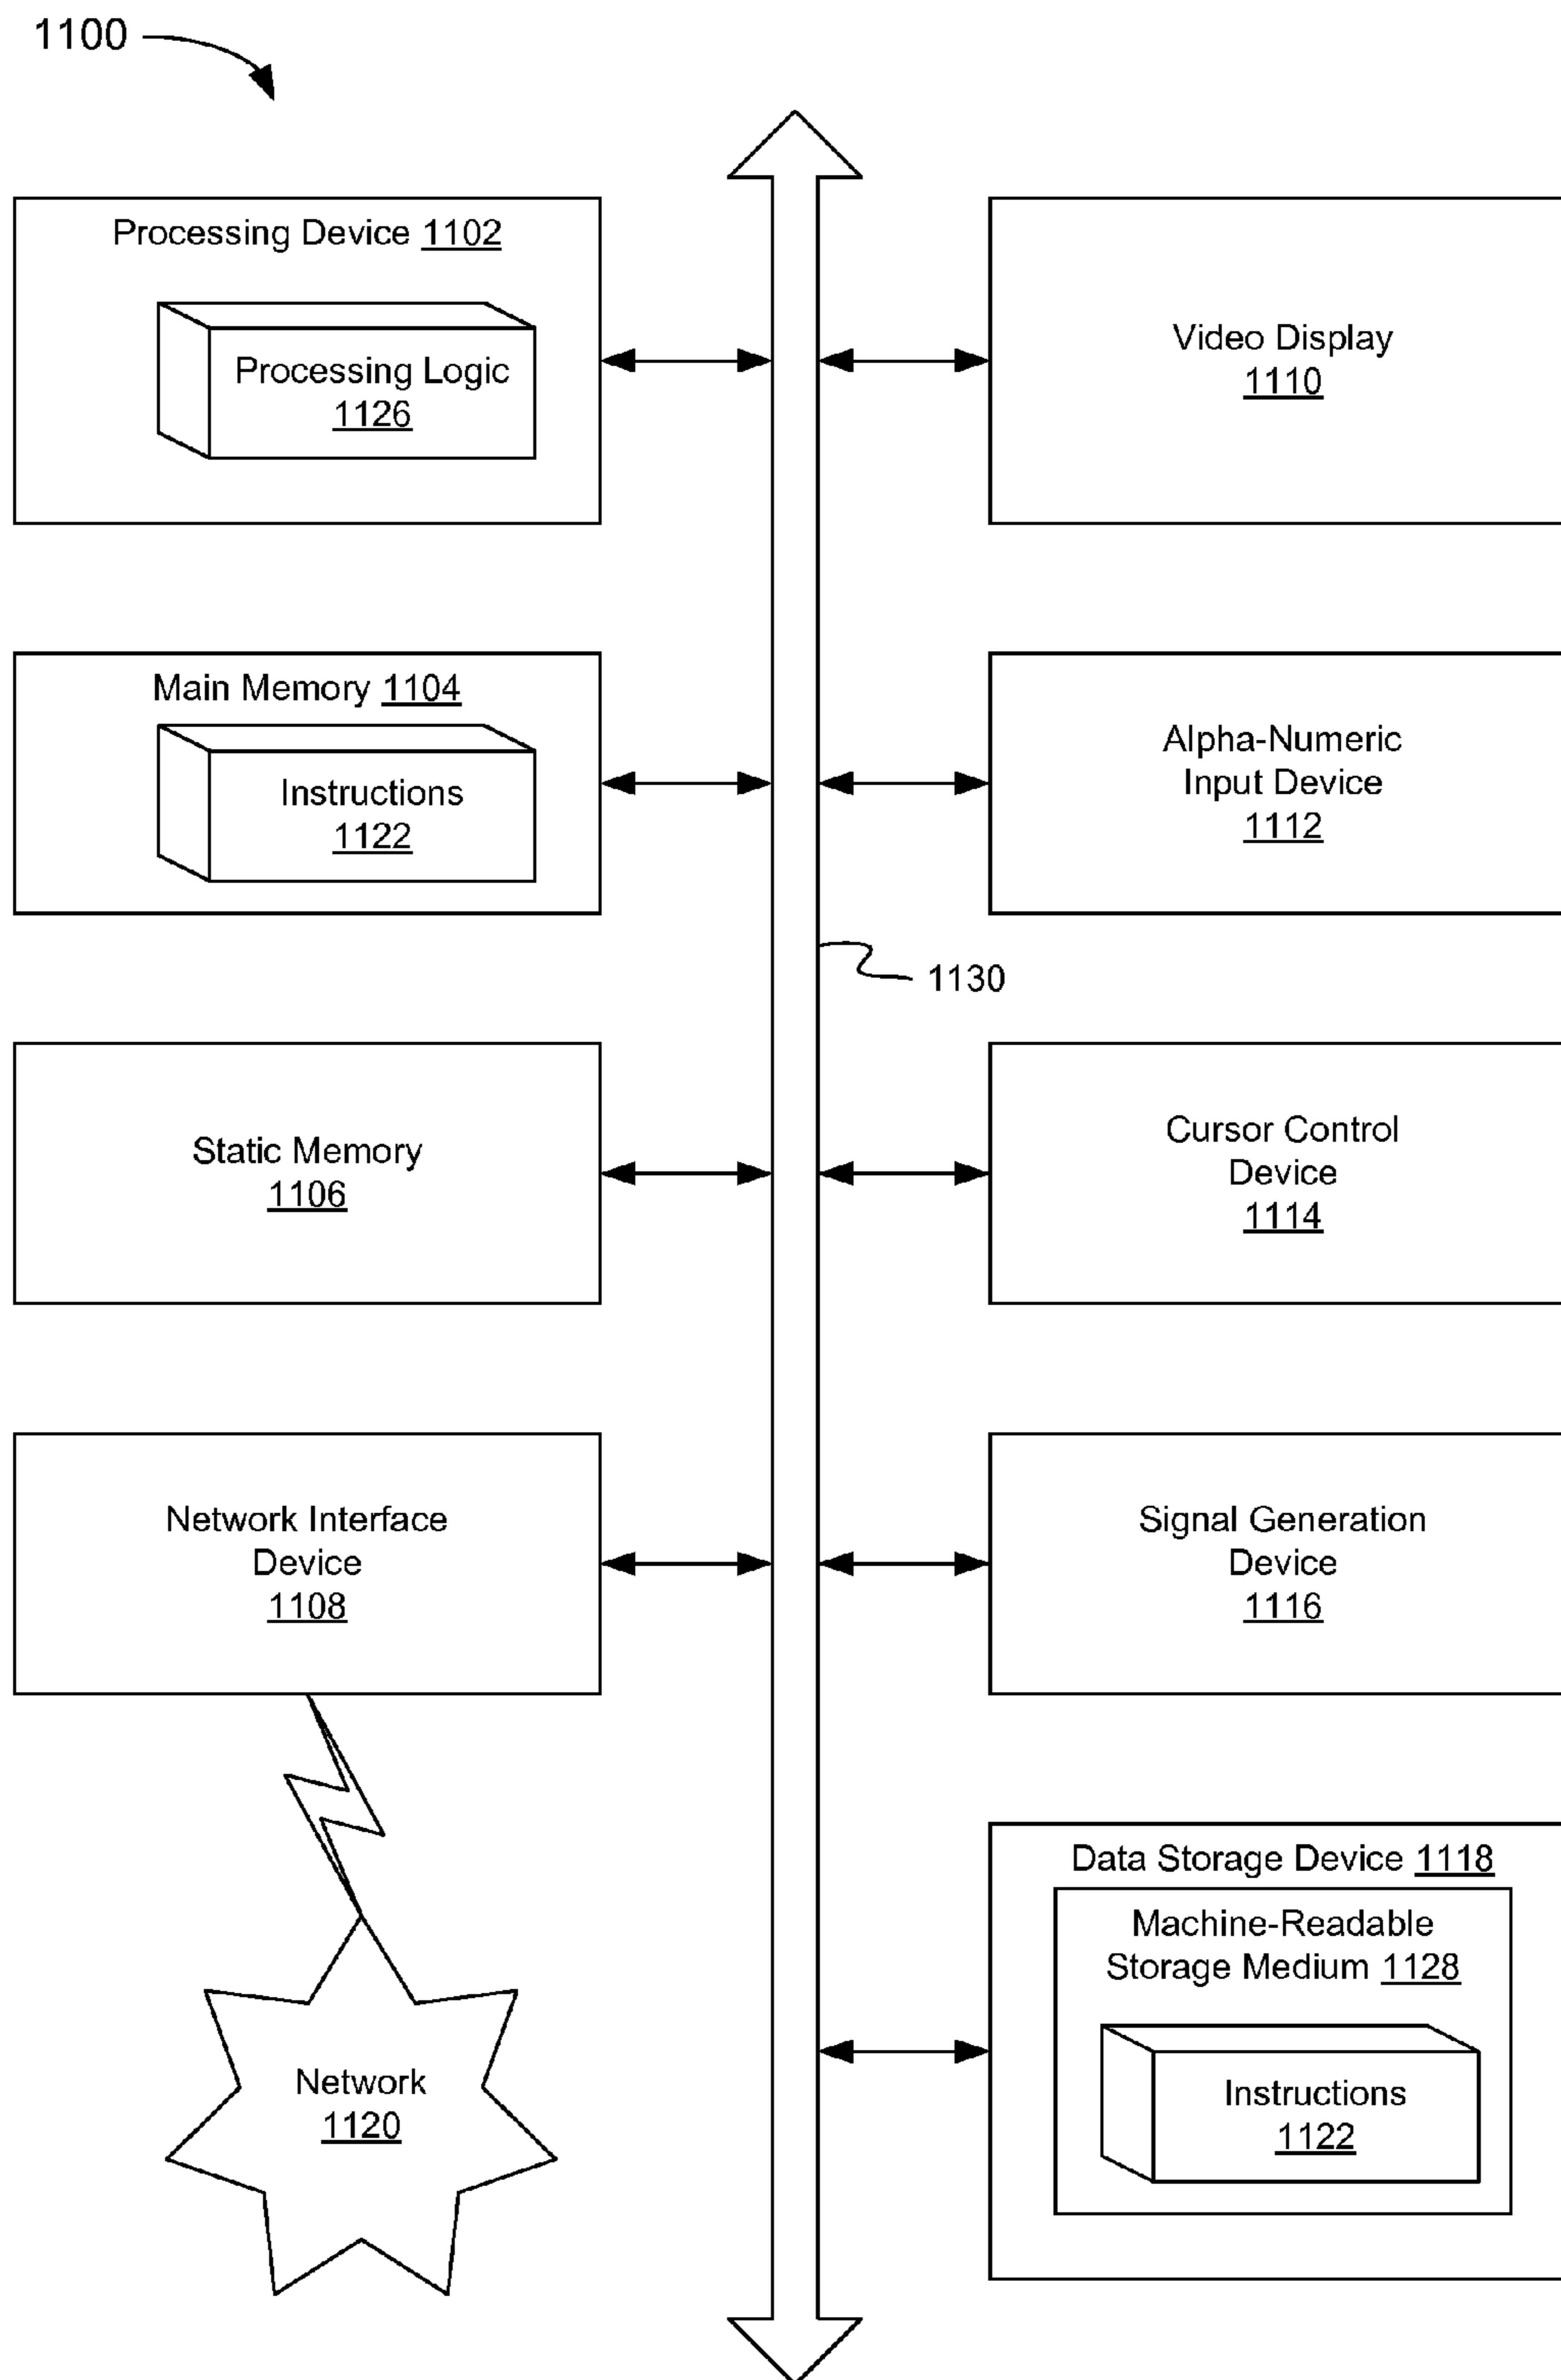 1100
Processing Device 1102
Processing Logic
1126
Main Memory 1104
Instructions
1122
Static Memory
1106
Network Interface
Device
1108
Network
1120
Video Display
1110
Alpha-Numeric
Input Device
1112
1130
Cursor Control
Device
1114
Signal Generation
Device
1116
Data Storage Device 1118
Machine-Readable
Storage Medium 1128
Instructions
1122